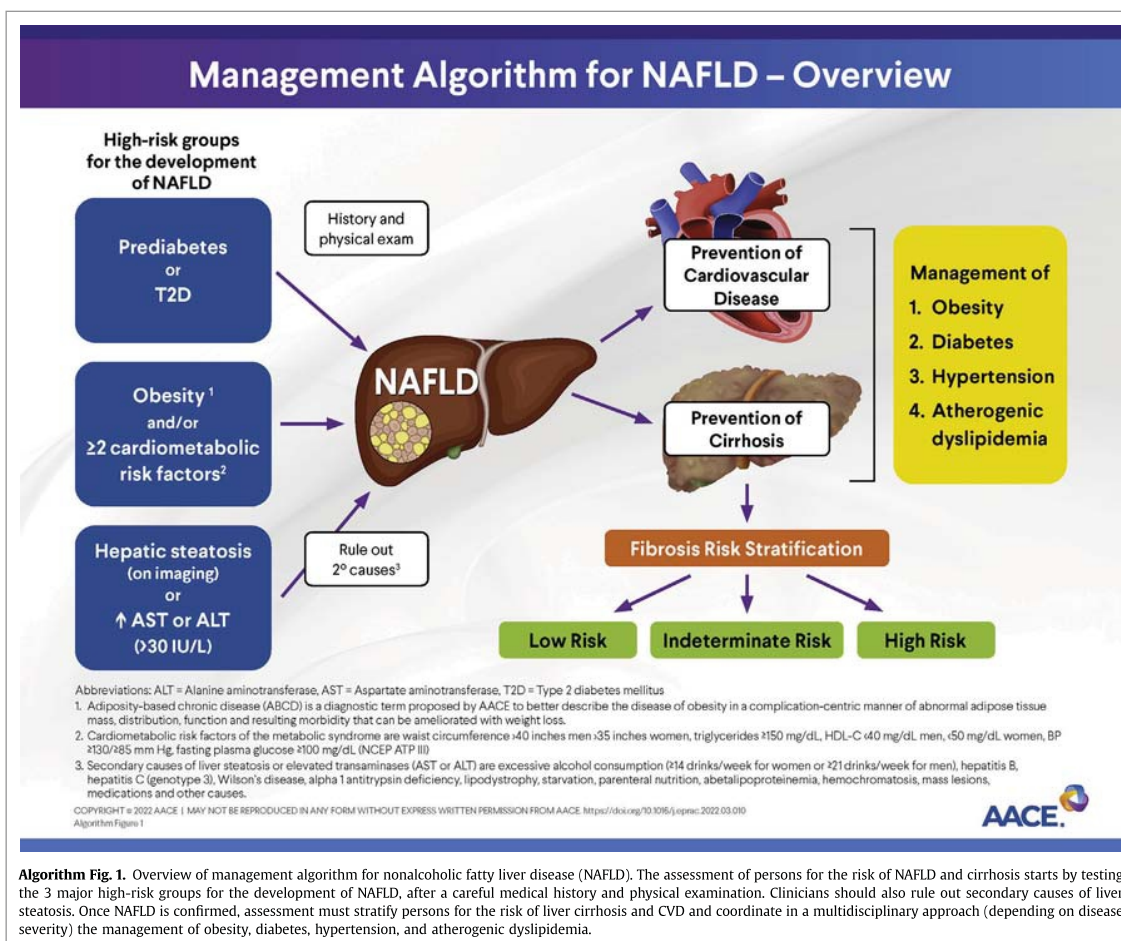 Management Algorithm for NAFLD – Overview
High-risk groups
for the development
of NAFLD
Prediabetes
or
T2D
Obesity ¹
and/or
≥2 cardiometabolic
risk factors²
Hepatic steatosis
(on imaging)
or
↑ AST or ALT
(>30 IU/L)
History and
physical exam
Rule out
2° causes³
NAFLD
Prevention of
Cardiovascular
Disease
Prevention of
Cirrhosis
Management of
1. Obesity
2. Diabetes
3. Hypertension
4. Atherogenic
dyslipidemia
Fibrosis Risk Stratification
Low Risk
Indeterminate Risk
High Risk
Abbreviations: ALT = Alanine aminotransferase, AST = Aspartate aminotransferase, T2D = Type 2 diabetes mellitus
1. Adiposity-based chronic disease (ABCD) is a diagnostic term proposed by AACE to better describe the disease of obesity in a complication-centric manner of abnormal adipose tissue
mass, distribution, function and resulting morbidity that can be ameliorated with weight loss.
2. Cardiometabolic risk factors of the metabolic syndrome are waist circumference >40 inches men >35 inches women, triglycerides ≥150 mg/dL, HDL-C <40 mg/dL men, <50 mg/dL women, BP
≥130/≥85 mm Hg, fasting plasma glucose ≥100 mg/dL (NCEP ATP III)
3. Secondary causes of liver steatosis or elevated transaminases (AST or ALT) are excessive alcohol consumption (≥14 drinks/week for women or ≥21 drinks/week for men), hepatitis B,
hepatitis C (genotype 3), Wilson's disease, alpha 1 antitrypsin deficiency, lipodystrophy, starvation, parenteral nutrition, abetalipoproteinemia, hemochromatosis, mass lesions,
medications and other causes.
COPYRIGHT © 2022 AACE | MAY NOT BE REPRODUCED IN ANY FORM WITHOUT EXPRESS WRITTEN PERMISSION FROM AACE. https://doi.org/10.1016/j.eprac.2022.03.010
Algorithm Figure 1
AACE.
Algorithm Fig. 1. Overview of management algorithm for nonalcoholic fatty liver disease (NAFLD). The assessment of persons for the risk of NAFLD and cirrhosis starts by testing
the 3 major high-risk groups for the development of NAFLD, after a careful medical history and physical examination. Clinicians should also rule out secondary causes of liver
steatosis. Once NAFLD is confirmed, assessment must stratify persons for the risk of liver cirrhosis and CVD and coordinate in a multidisciplinary approach (depending on disease
severity) the management of obesity, diabetes, hypertension, and atherogenic dyslipidemia.